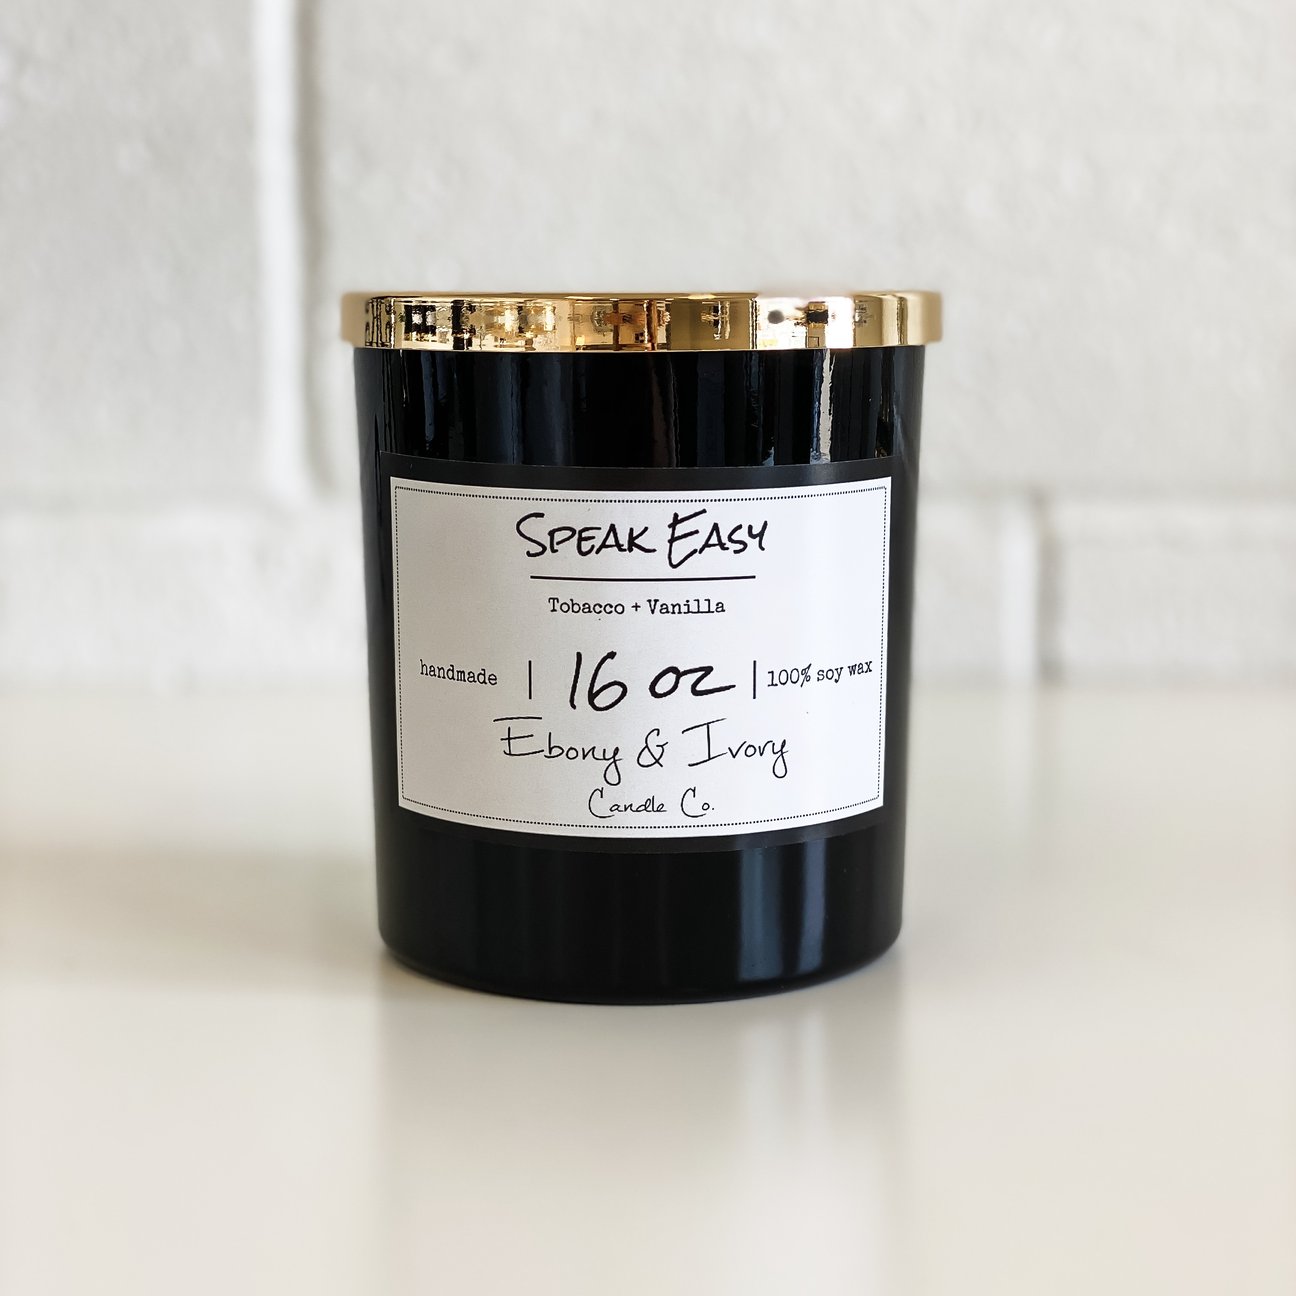 Speak Easy
Tobacco + Vanilla
handmade | 16 oz | 100% soy wax
Ebony & Ivory
Candle Co.